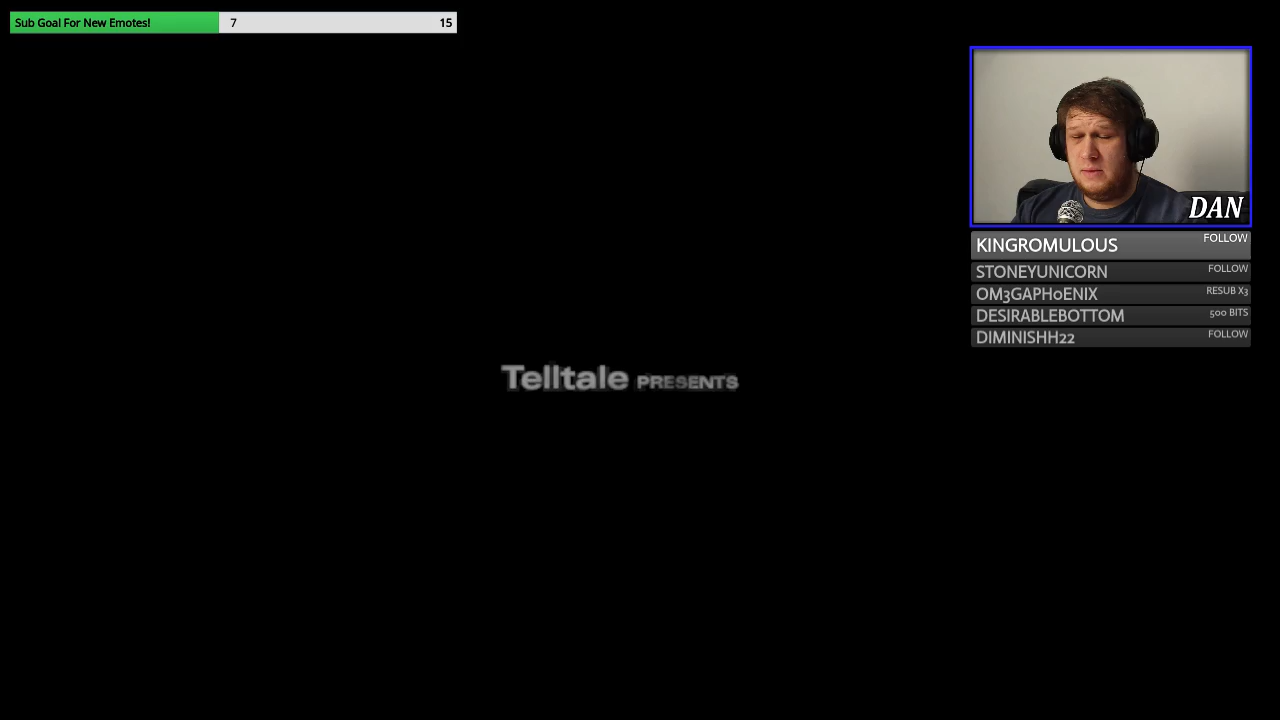 Sub Goal For New Emotes! 7 15
DAN
KINGROMULOUS FOLLOW
STONEYUNICORN FOLLOW
OM3GAPH0ENIX RESUB X3
DESIRABLEBOTTOM 500 BITS
DIMINISHH22 FOLLOW
Telltale PRESENTS